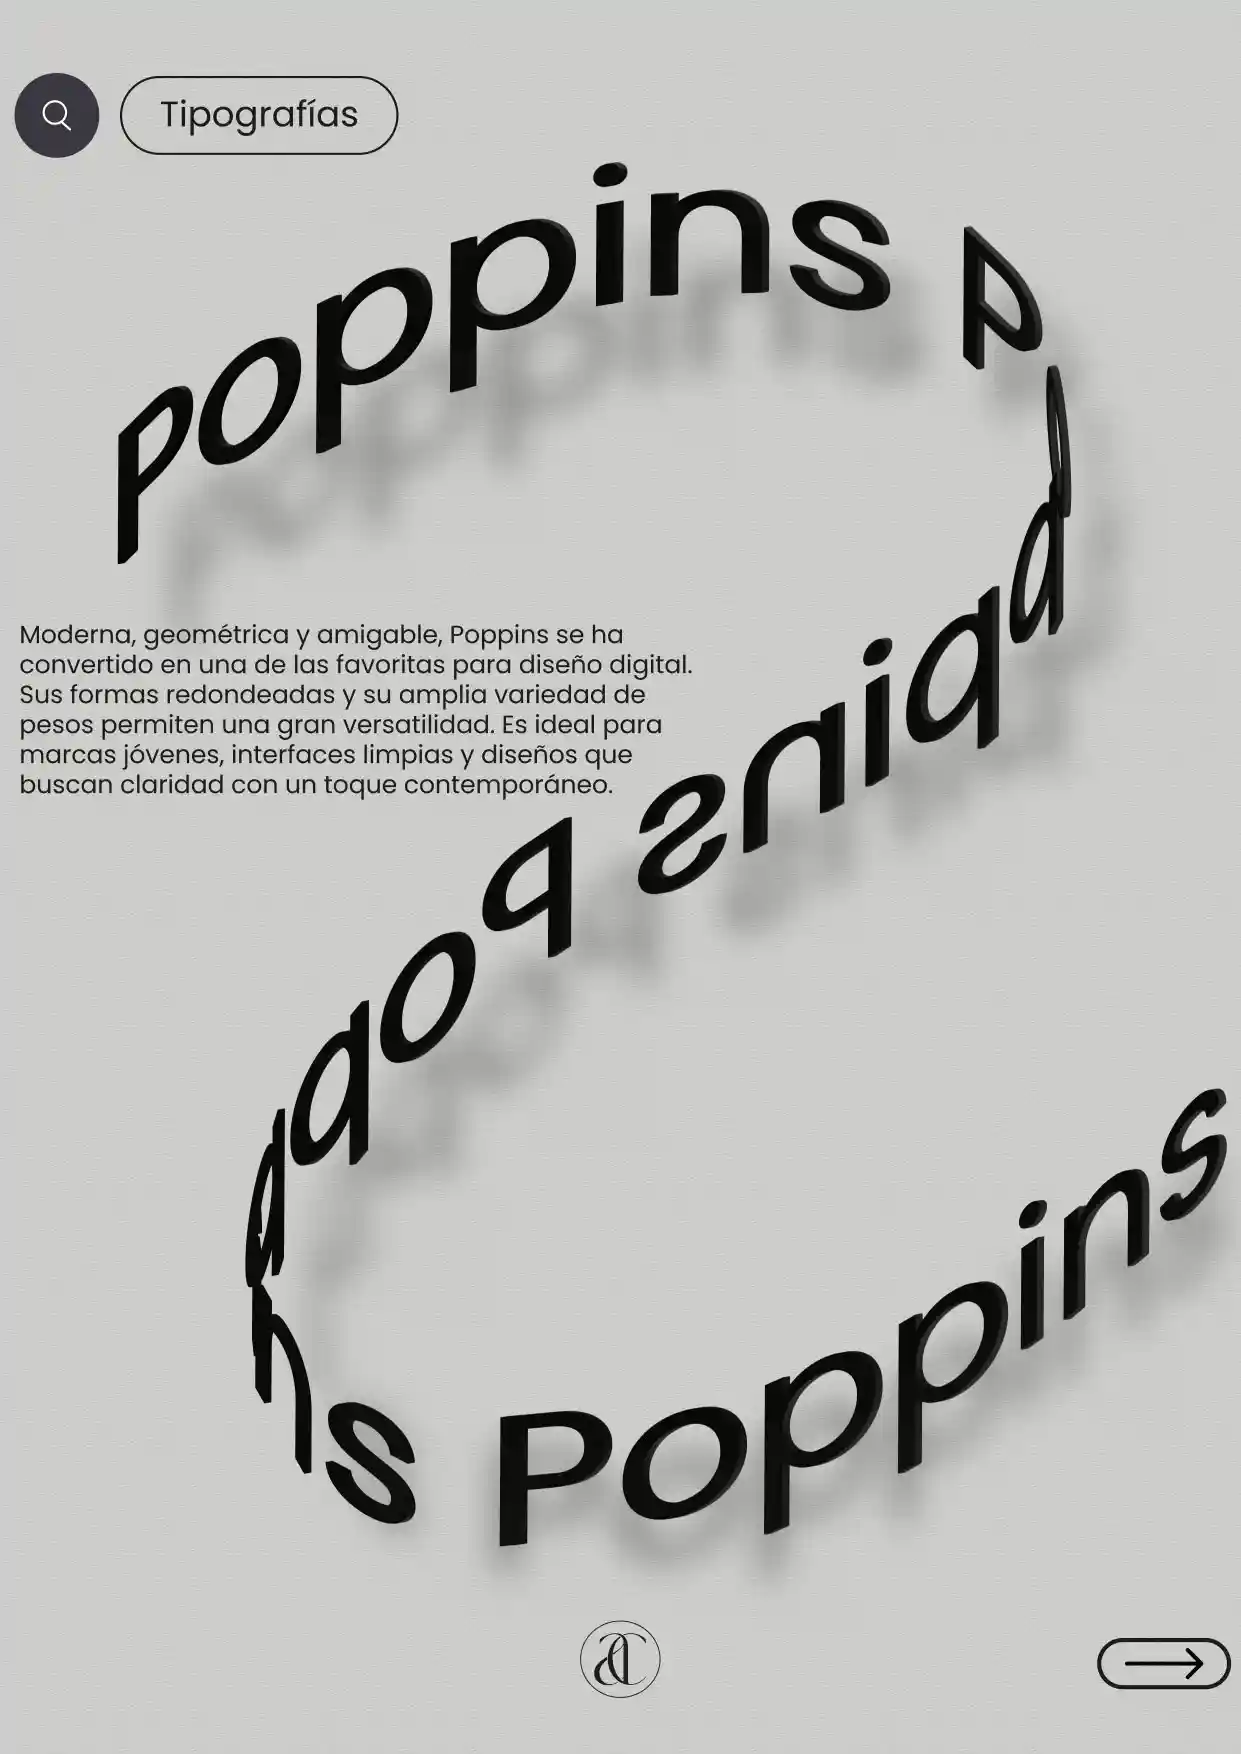 Tipografías
Poppins Poppins Poppins Poppins
Moderna, geométrica y amigable, Poppins se ha
convertido en una de las favoritas para diseño digital.
Sus formas redondeadas y su amplia variedad de
pesos permiten una gran versatilidad. Es ideal para
marcas jóvenes, interfaces limpias y diseños que
buscan claridad con un toque contemporáneo.